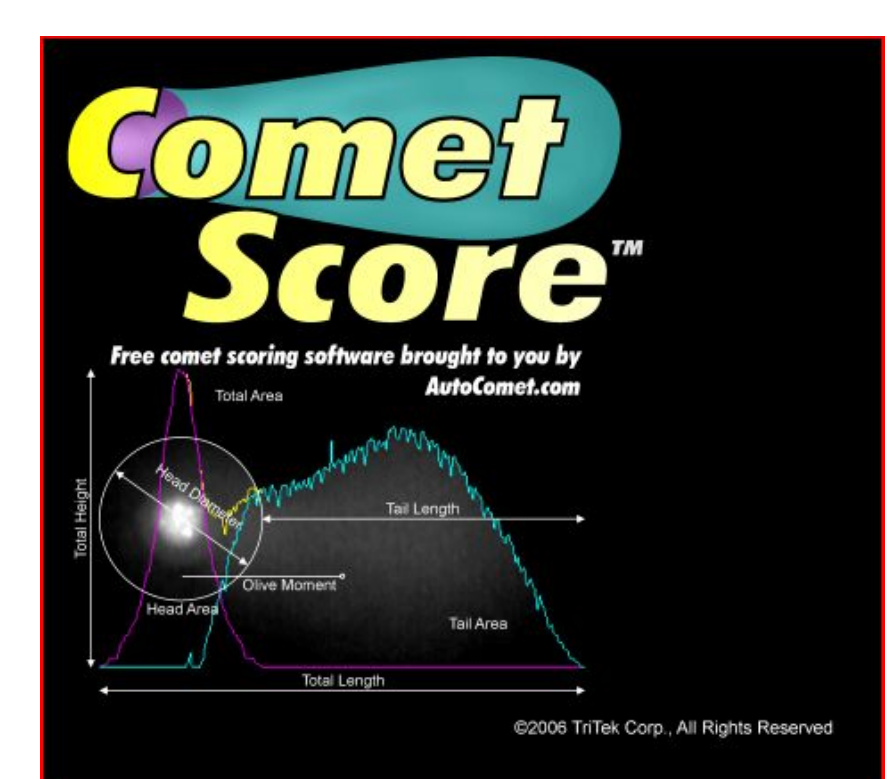 Comet
Score™
Free comet scoring software brought to you by
AutoComet.com
Total Area
Total Height
Head Diameter
Tail Length
Olive Moment
Head Area
Tail Area
Total Length
©2006 TriTek Corp., All Rights Reserved